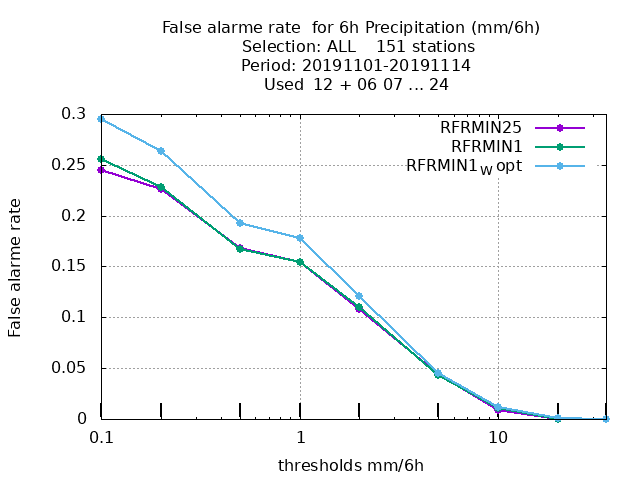 False alarme rate  for 6h Precipitation (mm/6h)
Selection: ALL    151 stations
Period: 20191101-20191114
Used  12 + 06 07 ... 24
RFRMIN25
RFRMIN1
RFRMIN1W opt
False alarme rate
0.3
0.25
0.2
0.15
0.1
0.05
0
0.1
1
10
thresholds mm/6h